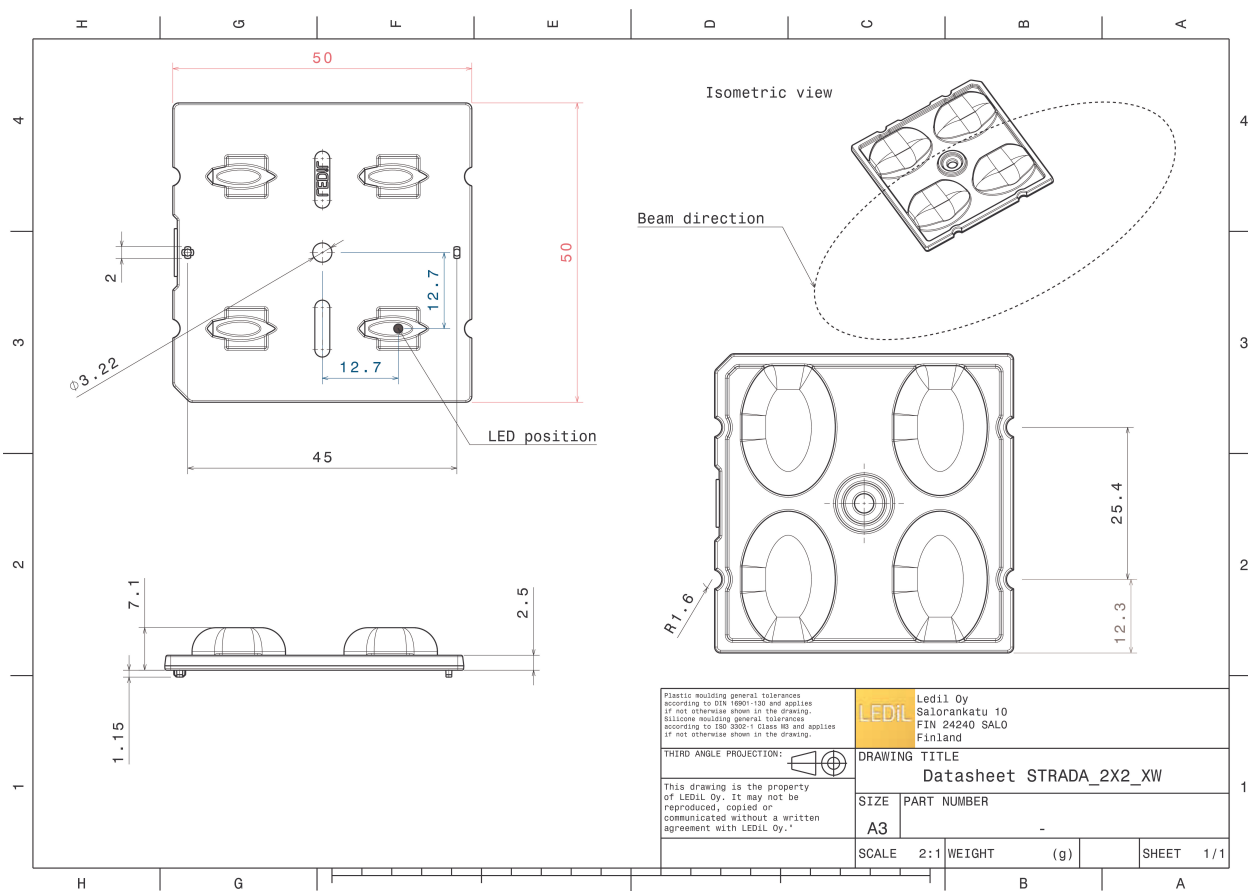 H G F E D C B A
4
4
50
Isometric view
LEDiL
Beam direction
50
2
12.7
3
3
12.7
⌀3.22
LED position
45
25.4
2
2
7.1
2.5
R1.6
12.3
1.15
Plastic moulding general tolerances
according to DIN 16901-130 and applies
if not otherwise shown in the drawing.
Silicone moulding general tolerances
according to ISO 3302-1 Class M3 and applies
if not otherwise shown in the drawing.
LEDiL
Ledil Oy
Salorankatu 10
FIN 24240 SALO
Finland
THIRD ANGLE PROJECTION:
DRAWING TITLE
Datasheet STRADA_2X2_XW
This drawing is the property
of LEDiL Oy. It may not be
reproduced, copied or
communicated without a written
agreement with LEDiL Oy."
SIZE
A3
PART NUMBER
-
SCALE 2:1
WEIGHT (g)
SHEET 1/1
1
1
H G B A